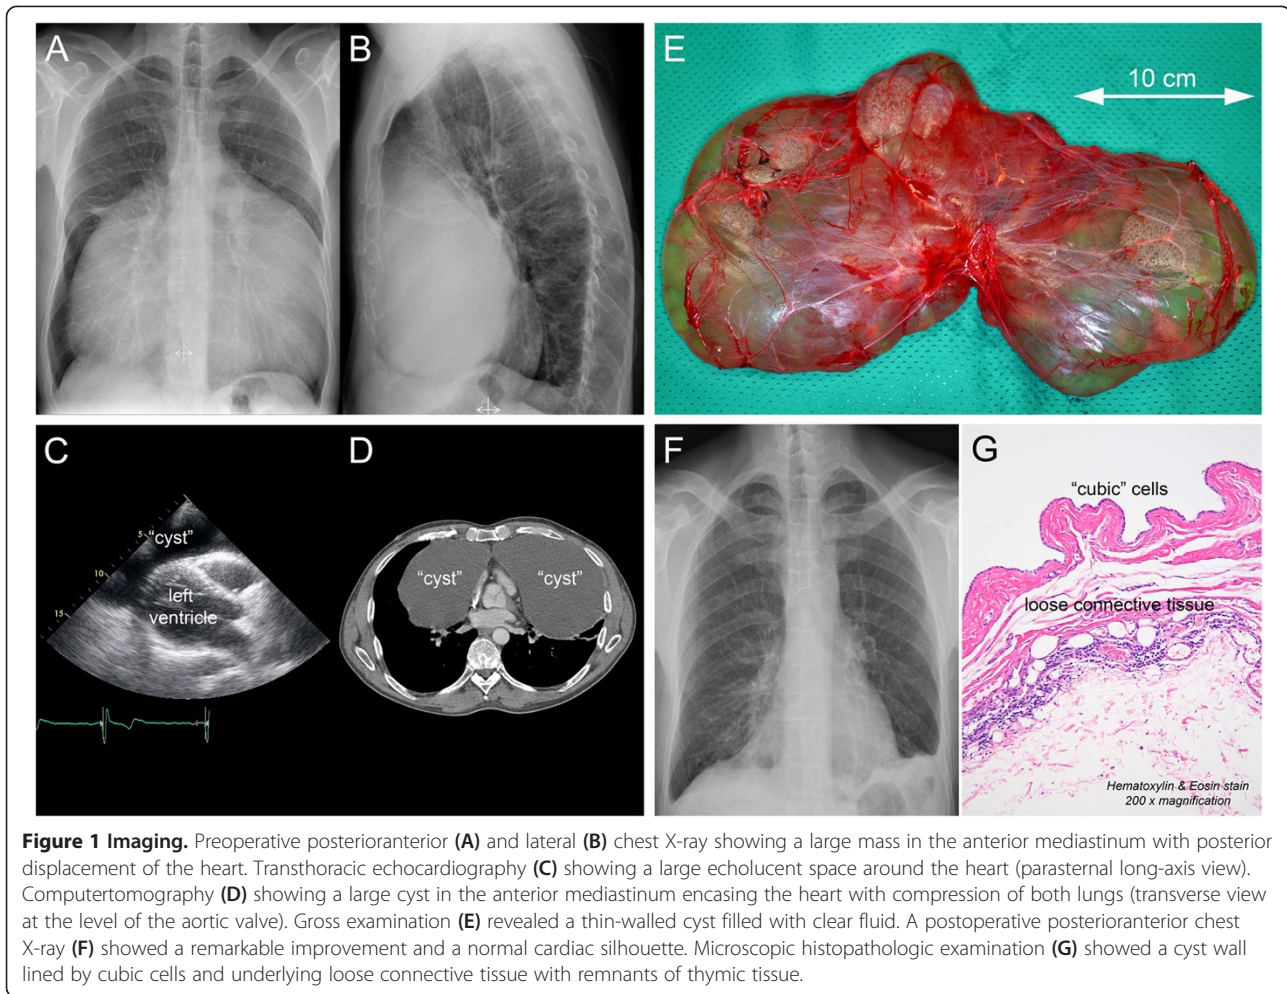 A
B
E
10 cm
C
D
5
"cyst"
10
left
15
ventricle
"cyst"
"cyst"
F
G
"cubic" cells
loose connective tissue
Hematoxylin & Eosin stain
200 x magnification
Figure 1 Imaging. Preoperative posterioranterior (A) and lateral (B) chest X-ray showing a large mass in the anterior mediastinum with posterior
displacement of the heart. Transthoracic echocardiography (C) showing a large echolucent space around the heart (parasternal long-axis view).
Computertomography (D) showing a large cyst in the anterior mediastinum encasing the heart with compression of both lungs (transverse view
at the level of the aortic valve). Gross examination (E) revealed a thin-walled cyst filled with clear fluid. A postoperative posterioranterior chest
X-ray (F) showed a remarkable improvement and a normal cardiac silhouette. Microscopic histopathologic examination (G) showed a cyst wall
lined by cubic cells and underlying loose connective tissue with remnants of thymic tissue.